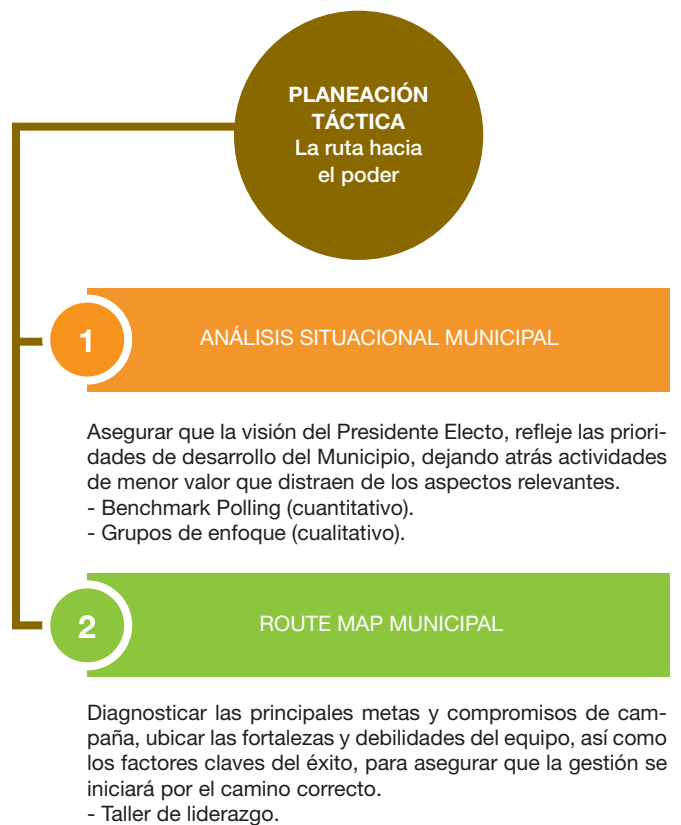 PLANEACIÓN
TÁCTICA
La ruta hacia
el poder
1
ANÁLISIS SITUACIONAL MUNICIPAL
Asegurar que la visión del Presidente Electo, refleje las priori-
dades de desarrollo del Municipio, dejando atrás actividades
de menor valor que distraen de los aspectos relevantes.
- Benchmark Polling (cuantitativo).
- Grupos de enfoque (cualitativo).
2
ROUTE MAP MUNICIPAL
Diagnosticar las principales metas y compromisos de cam-
paña, ubicar las fortalezas y debilidades del equipo, así como
los factores claves del éxito, para asegurar que la gestión se
iniciará por el camino correcto.
- Taller de liderazgo.